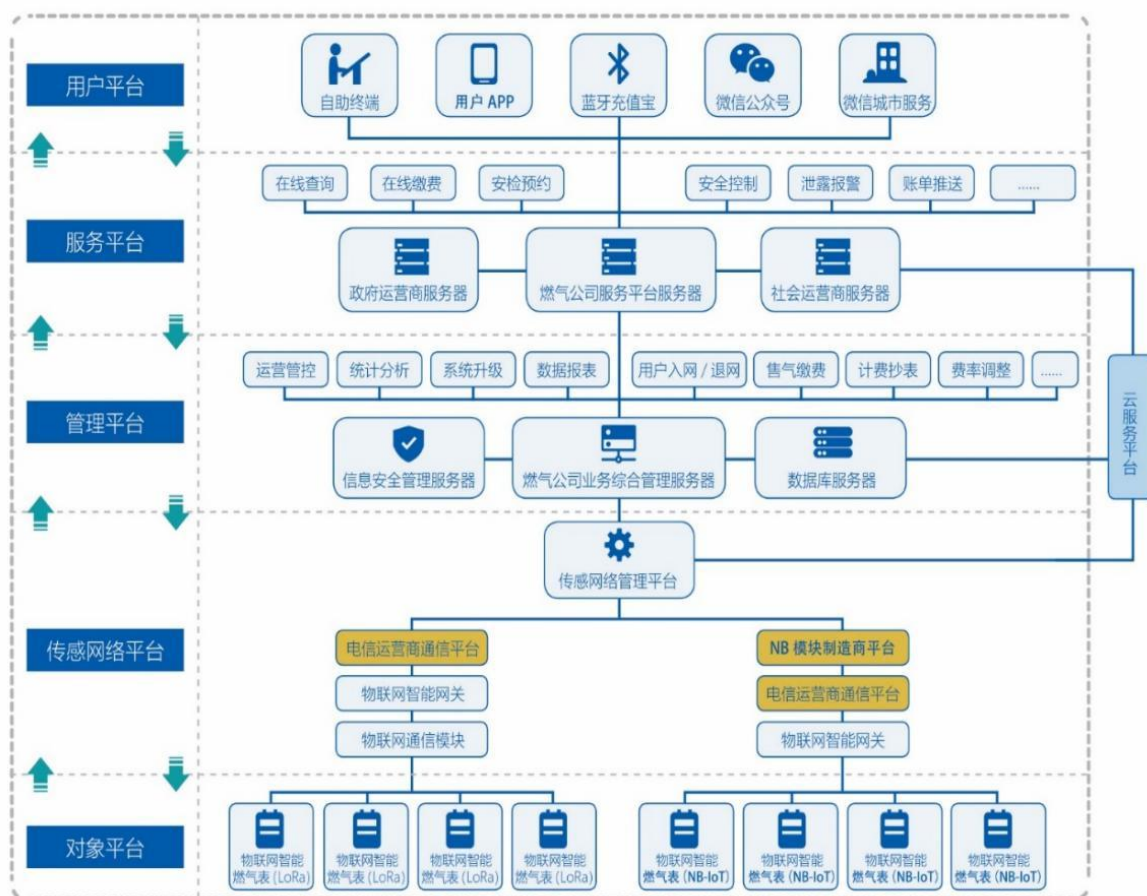 用户平台
自助终端
用户 APP
蓝牙充值宝
微信公众号
微信城市服务
在线查询
在线缴费
安检预约
安全控制
泄露报警
账单推送
......
服务平台
政府运营商服务器
燃气公司服务平台服务器
社会运营商服务器
运营管控
统计分析
系统升级
数据报表
用户入网 / 退网
售气缴费
计费抄表
费率调整
......
云服务平台
管理平台
信息安全管理服务器
燃气公司业务综合管理服务器
数据库服务器
传感网络管理平台
传感网络平台
电信运营商通信平台
NB 模块制造商平台
物联网智能网关
电信运营商通信平台
物联网通信模块
物联网智能网关
对象平台
物联网智能
燃气表 (LoRa)
物联网智能
燃气表 (LoRa)
物联网智能
燃气表 (LoRa)
物联网智能
燃气表 (LoRa)
物联网智能
燃气表 (NB-IoT)
物联网智能
燃气表 (NB-IoT)
物联网智能
燃气表 (NB-IoT)
物联网智能
燃气表 (NB-IoT)